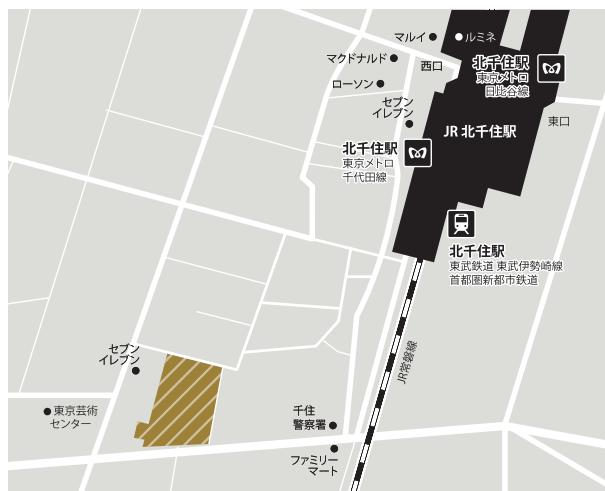 マルイ
ルミネ
マクドナルド
西口
北千住駅
東京メトロ
日比谷線
ローソン
セブン
イレブン
東口
JR 北千住駅
北千住駅
東京メトロ
千代田線
北千住駅
東武鉄道 東武伊勢崎線
首都圏新都市鉄道
JR常磐線
セブン
イレブン
東京芸術
センター
千住
警察署
ファミリー
マート